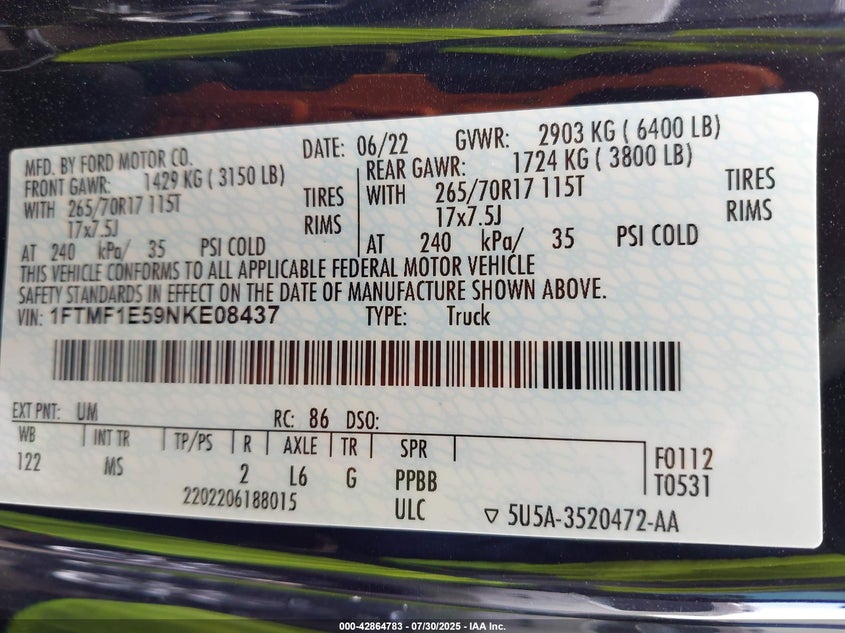 MFD. BY FORD MOTOR CO. DATE: 06/22 GVWR: 2903 KG ( 6400 LB)
FRONT GAWR: 1429 KG ( 3150 LB) REAR GAWR: 1724 KG ( 3800 LB)
WITH 265/70R17 115T TIRES WITH 265/70R17 115T TIRES
17x7.5J RIMS 17x7.5J RIMS
AT 240 kPa/ 35 PSI COLD AT 240 kPa/ 35 PSI COLD
THIS VEHICLE CONFORMS TO ALL APPLICABLE FEDERAL MOTOR VEHICLE
SAFETY STANDARDS IN EFFECT ON THE DATE OF MANUFACTURE SHOWN ABOVE.
VIN: 1FTMF1E59NKE08437 TYPE: Truck
EXT PNT: UM RC: 86 DSO:
WB INT TR TP/PS R AXLE TR SPR F0112
122 MS 2 L6 G PPBB T0531
2202206188015 ULC ▽ 5U5A-3520472-AA
000-42864783 - 07/30/2025 - IAA Inc.